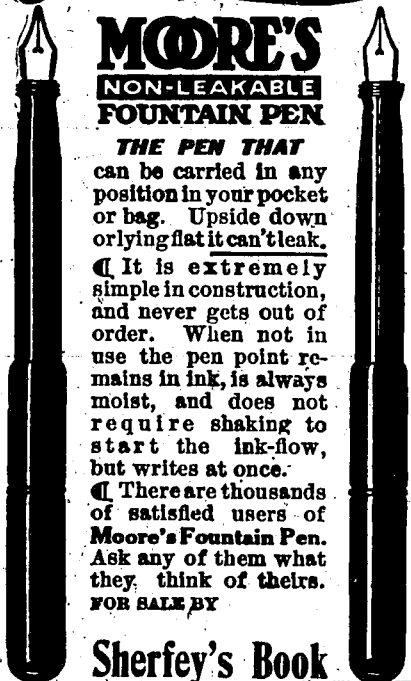 MOORE'S
NON-LEAKABLE
FOUNTAIN PEN
THE PEN THAT
can be carried in any
position in your pocket
or bag. Upside down
or lying flat it can't leak.
¶ It is extremely
simple in construction,
and never gets out of
order. When not in
use the pen point re-
mains in ink, is always
moist, and does not
require shaking to
start the ink-flow,
but writes at once.
¶ There are thousands
of satisfied users of
Moore's Fountain Pen.
Ask any of them what
they think of theirs.
FOR SALE BY
Sherfey's Book